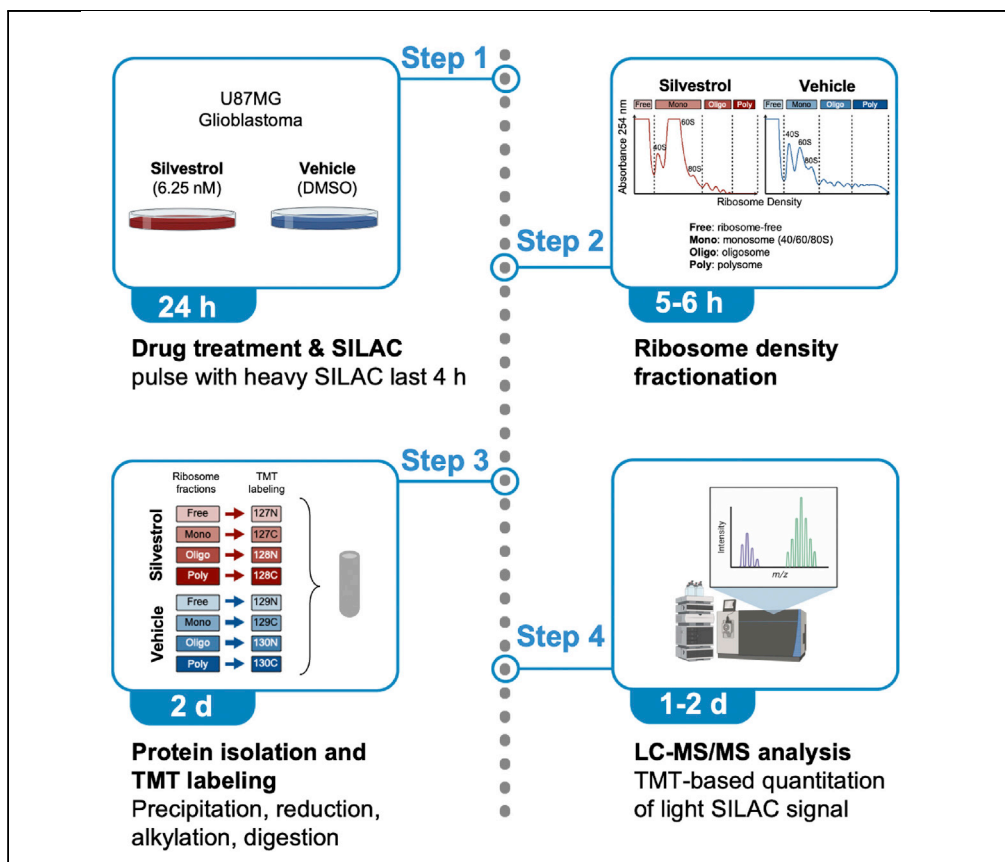 Step 1
U87MG
Glioblastoma
Silvestrol
(6.25 nM)
Vehicle
(DMSO)
24 h
Drug treatment & SILAC
pulse with heavy SILAC last 4 h
Step 2
Silvestrol
Vehicle
Free
Mono
Oligo
Poly
Free
Mono
Oligo
Poly
Absorbance 254 nm
40S
60S
80S
40S
60S
80S
Ribosome Density
Free: ribosome-free
Mono: monosome (40/60/80S)
Oligo: oligosome
Poly: polysome
5-6 h
Ribosome density
fractionation
Step 3
Ribosome
fractions
TMT
labeling
Silvestrol
Free
127N
Mono
127C
Oligo
128N
Poly
128C
Vehicle
Free
129N
Mono
129C
Oligo
130N
Poly
130C
2 d
Protein isolation and
TMT labeling
Precipitation, reduction,
alkylation, digestion
Step 4
Intensity
m/z
1-2 d
LC-MS/MS analysis
TMT-based quantitation
of light SILAC signal